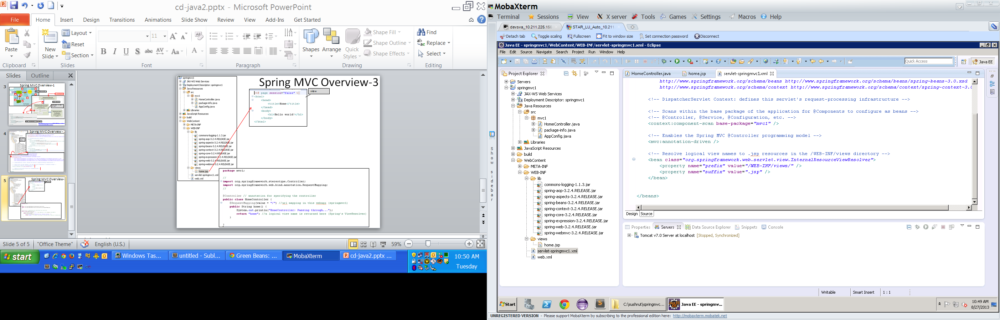 cd-java2.pptx - Microsoft PowerPoint
File Home Insert Design Transitions Animations Slide Show Review View Add-Ins Get Started
Paste
New Slide
Layout
Reset
Section
11
Shapes
Arrange
Quick Styles
Shape Fill
Shape Outline
Shape Effects
Find
Replace
Select
Clipboard Slides Font Paragraph Drawing Editing
Slides Outline
3
Spring MVC Overview-1
4
Spring MVC Overview -
5
Spring MVC Overview-
Spring MVC Overview-3
springmvc1
JAX-WS Web Services
Deployment Descriptor: springmvc1
Java Resources
src
mvc1
HomeController.java
package-info.java
AppConfig.java
Libraries
JavaScript Resources
build
WebContent
META-INF
WEB-INF
lib
commons-logging-1.1.3.jar
spring-aop-3.2.4.RELEASE.jar
spring-aspects-3.2.4.RELEASE.jar
spring-beans-3.2.4.RELEASE.jar
spring-context-3.2.4.RELEASE.jar
spring-core-3.2.4.RELEASE.jar
spring-expression-3.2.4.RELEASE.jar
spring-web-3.2.4.RELEASE.jar
spring-webmvc-3.2.4.RELEASE.jar
views
home.jsp
servlet-springmvc1.xml
web.xml
view
<%@ page session="false" %>
<html>
<head>
<title>Home</title>
</head>
<body>
<h1>Hello world!</h1>
</body>
</html>
package mvc1;
//
import org.springframework.stereotype.Controller;
import org.springframework.web.bind.annotation.RequestMapping;
//
@Controller // annotation for specifying the controller
public class HomeController {
@RequestMapping(value = "/") //url mapping in this webapp (springmvc1)
public String home() {
System.out.println("HomeController: Passing through...");
return "home"; //a logical view name is returned here (Spring's ViewResolver)
}
}
Slide 5 of 5 "Office Theme" English (U.S.) 59%
start
Windows Tas...
untitled - Subl...
Green Beans: ...
MobaXterm
cd-java2.pptx ...
10:50 AM
Tuesday
MobaXterm
Terminal Sessions View X server Tools Games Settings Macros Help
devsva_10.211.225.156
STAR_LU_Auto_10.211
Detach tab Toggle scaling Fullscreen Fit to window size Set connection password Disconnect
Show sidebar
Java EE - springmvc1/WebContent/WEB-INF/servlet-springmvc1.xml - Eclipse
File Edit Source Navigate Search Project Run Window Help
Quick Access
Java EE
Project Explorer
Servers
springmvc1
JAX-WS Web Services
Deployment Descriptor: springmvc1
Java Resources
src
mvc1
HomeController.java
package-info.java
AppConfig.java
Libraries
JavaScript Resources
build
WebContent
META-INF
WEB-INF
lib
commons-logging-1.1.3.jar
spring-aop-3.2.4.RELEASE.jar
spring-aspects-3.2.4.RELEASE.jar
spring-beans-3.2.4.RELEASE.jar
spring-context-3.2.4.RELEASE.jar
spring-core-3.2.4.RELEASE.jar
spring-expression-3.2.4.RELEASE.jar
spring-web-3.2.4.RELEASE.jar
spring-webmvc-3.2.4.RELEASE.jar
views
home.jsp
servlet-springmvc1.xml
web.xml
HomeController.java home.jsp servlet-springmvc1.xml
http://www.springframework.org/schema/beans http://www.springframework.org/schema/beans/spring-beans-3.0.xsd
http://www.springframework.org/schema/context http://www.springframework.org/schema/context/spring-context-3.0
<!-- DispatcherServlet Context: defines this servlet's request-processing infrastructure -->
<!-- Scans within the base package of the application for @Components to configure as beans -->
<!-- @Controller, @Service, @Configuration, etc. -->
<context:component-scan base-package="mvc1" />
<!-- Enables the Spring MVC @Controller programming model -->
<mvc:annotation-driven />
<!-- Resolve logical view names to .jsp resources in the /WEB-INF/views directory -->
<bean class="org.springframework.web.servlet.view.InternalResourceViewResolver">
<property name="prefix" value="/WEB-INF/views/" />
<property name="suffix" value=".jsp" />
</bean>
</beans>
Design Source
Properties Servers Data Source Explorer Snippets Console
Tomcat v7.0 Server at localhost [Stopped, Synchronized]
Writable Smart Insert 1 : 1
Start
C:\sushrut\springmvc...
Java EE - springmv...
10:49 AM
8/27/2013
UNREGISTERED VERSION - Please support MobaXterm by subscribing to the professional edition here: http://mobaxterm.mobatek.net